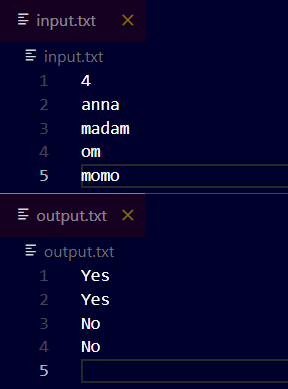 input.txt
input.txt
1 4
2 anna
3 madam
4 om
5 momo
output.txt
output.txt
1 Yes
2 Yes
3 No
4 No
5